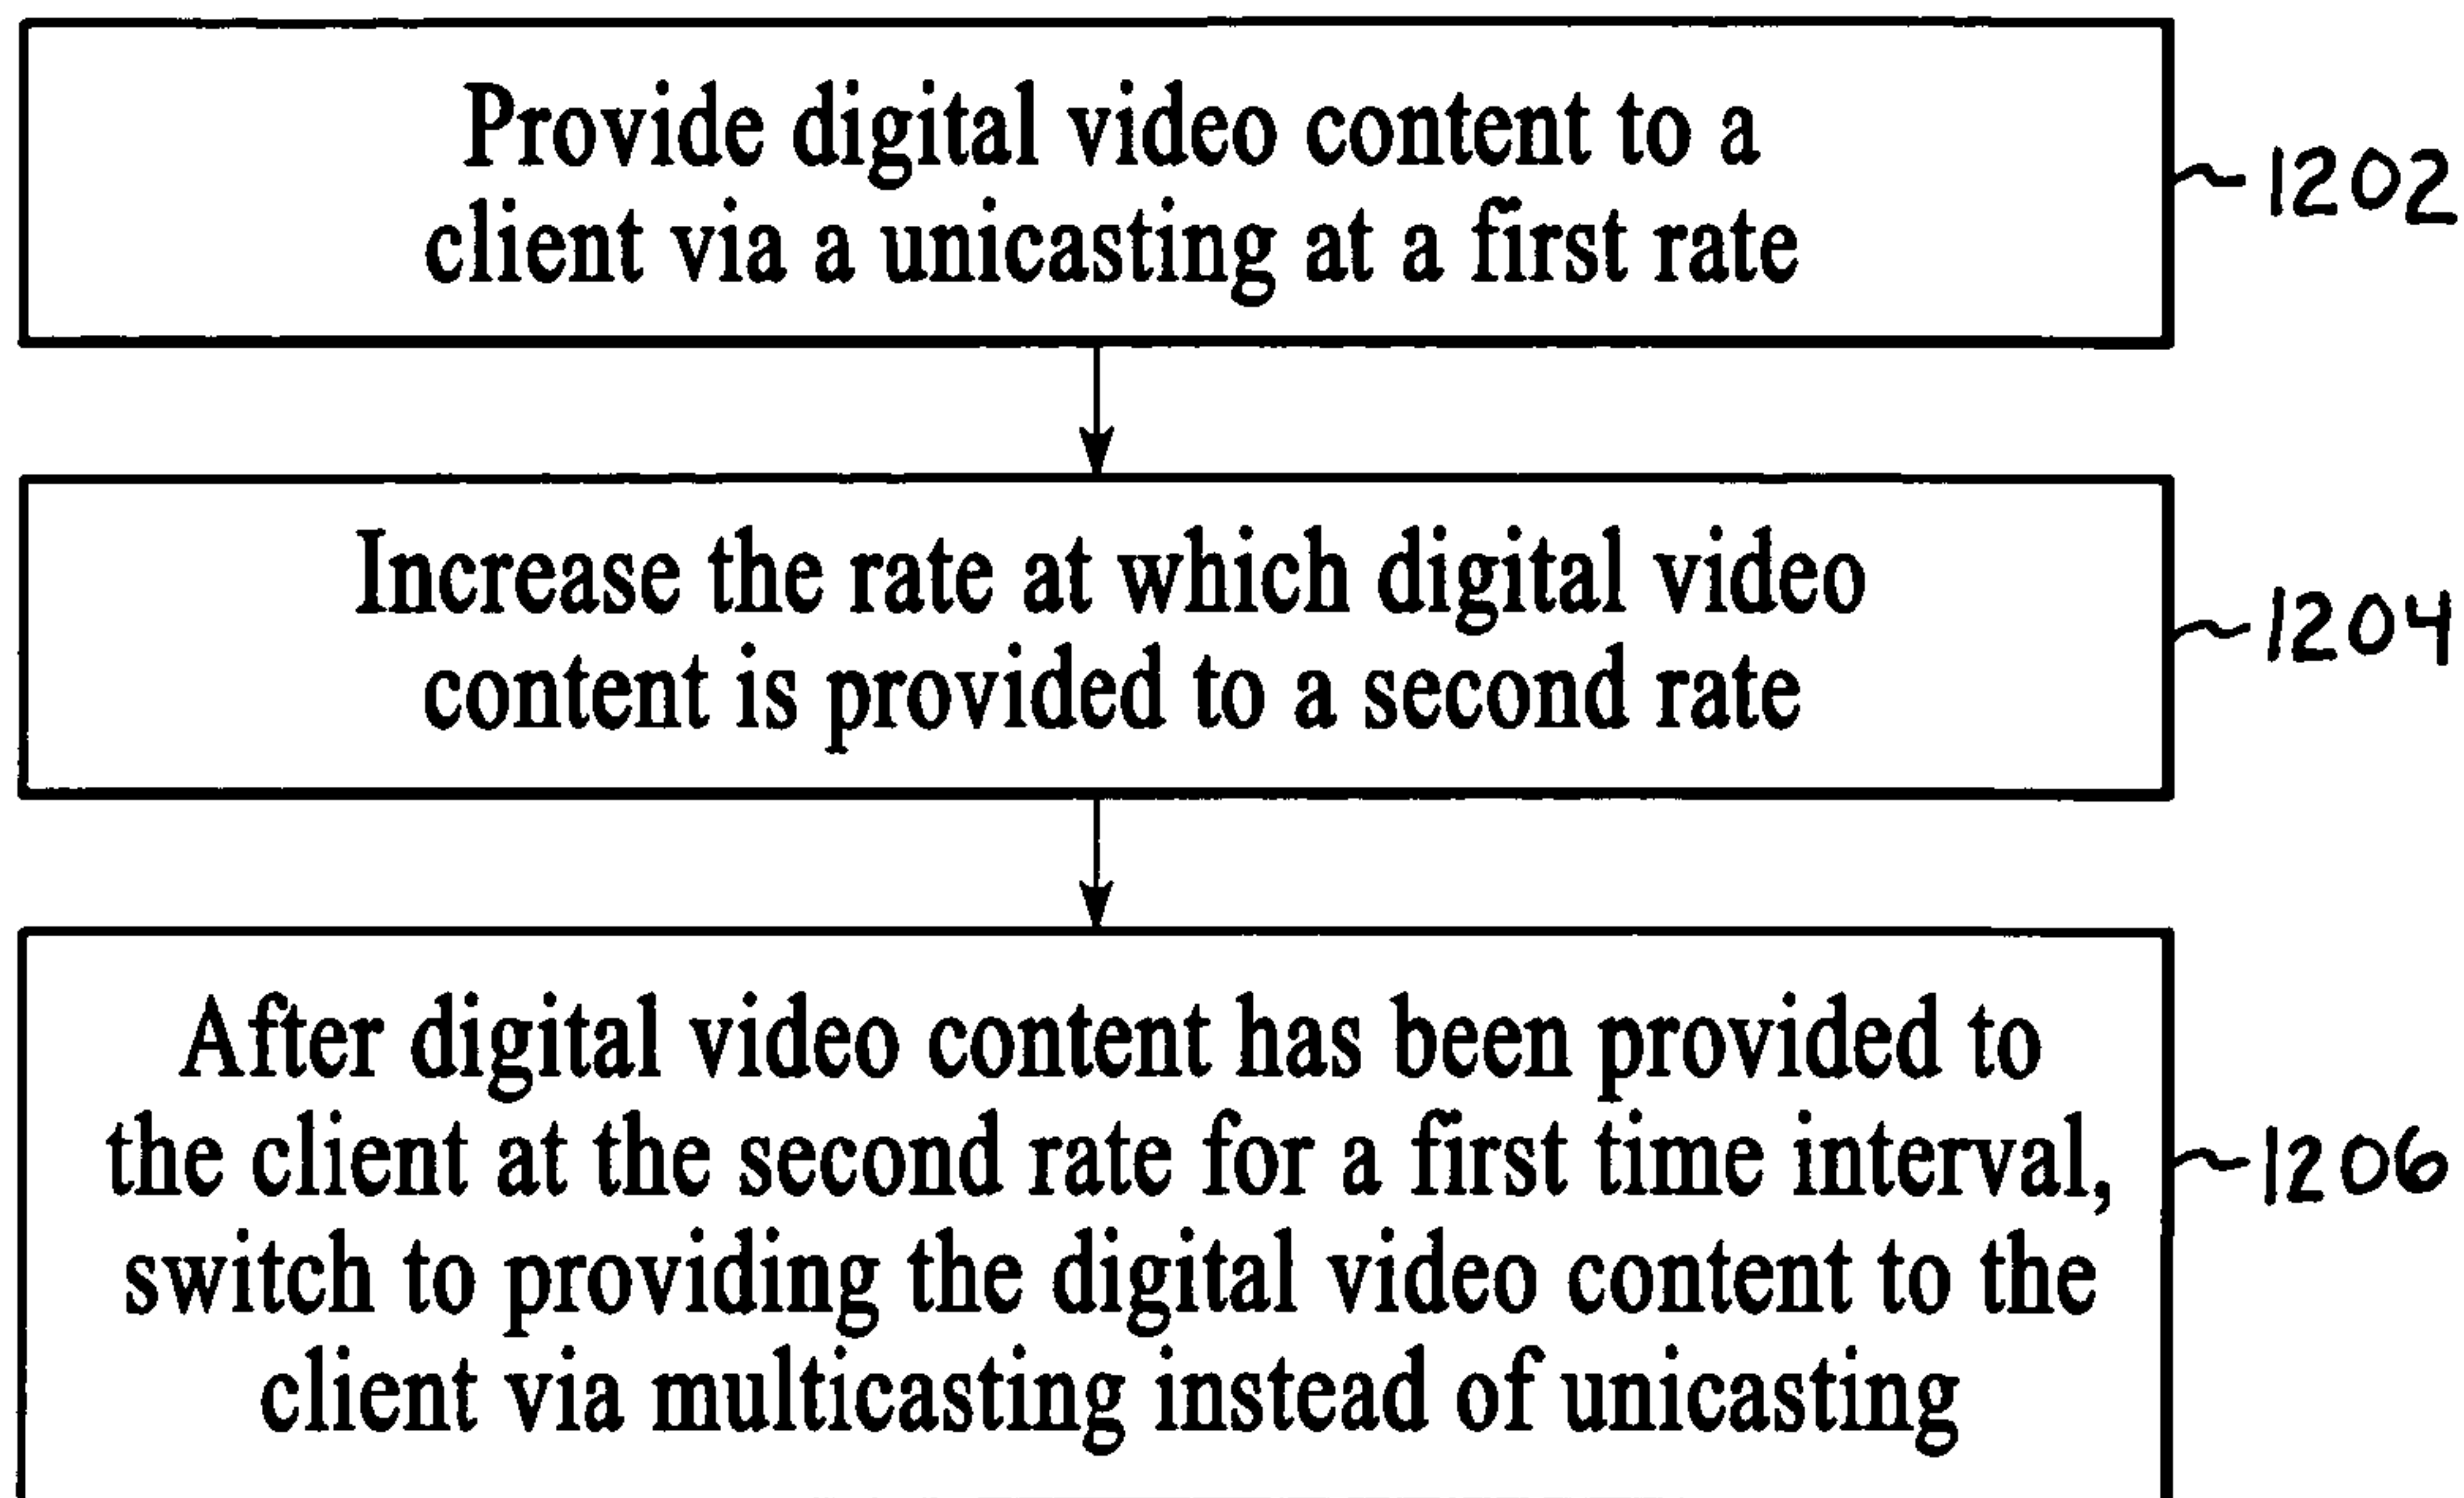 Provide digital video content to a
client via a unicasting at a first rate
1202
Increase the rate at which digital video
content is provided to a second rate
1204
After digital video content has been provided to
the client at the second rate for a first time interval,
switch to providing the digital video content to the
client via multicasting instead of unicasting
1206